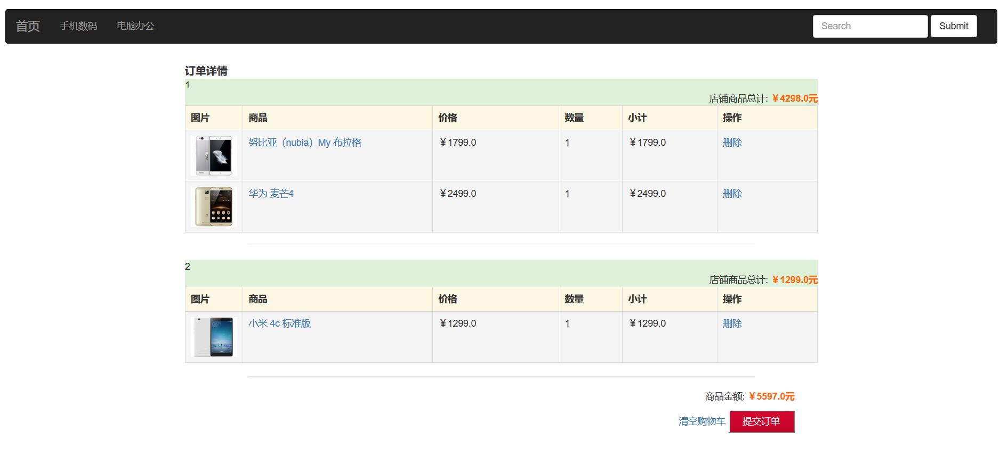 首页 手机数码 电脑办公 Search Submit
订单详情
1
店铺商品总计: ￥4298.0元
图片 商品 价格 数量 小计 操作
努比亚（nubia）My 布拉格 ￥1799.0 1 ￥1799.0 删除
华为 麦芒4 ￥2499.0 1 ￥2499.0 删除
2
店铺商品总计: ￥1299.0元
图片 商品 价格 数量 小计 操作
小米 4c 标准版 ￥1299.0 1 ￥1299.0 删除
商品金额: ￥5597.0元
清空购物车 提交订单